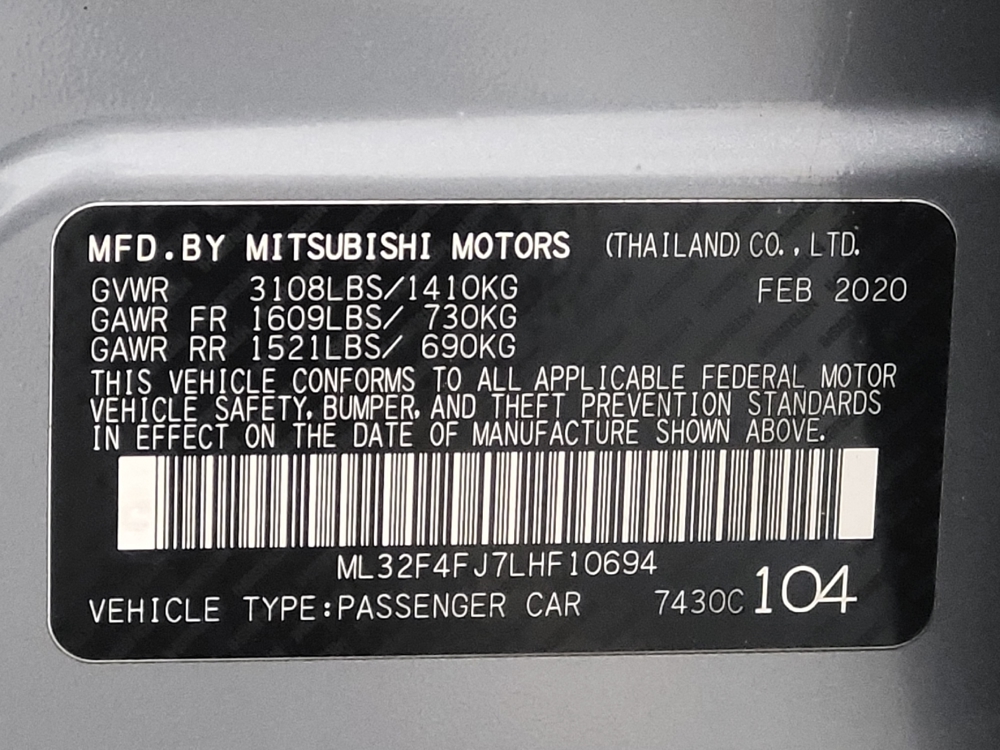 MFD.BY MITSUBISHI MOTORS (THAILAND) CO., LTD.
GVWR 3108LBS/1410KG FEB 2020
GAWR FR 1609LBS/ 730KG
GAWR RR 1521LBS/ 690KG
THIS VEHICLE CONFORMS TO ALL APPLICABLE FEDERAL MOTOR
VEHICLE SAFETY, BUMPER, AND THEFT PREVENTION STANDARDS
IN EFFECT ON THE DATE OF MANUFACTURE SHOWN ABOVE.
ML32F4FJ7LHF10694
VEHICLE TYPE:PASSENGER CAR 7430C 104